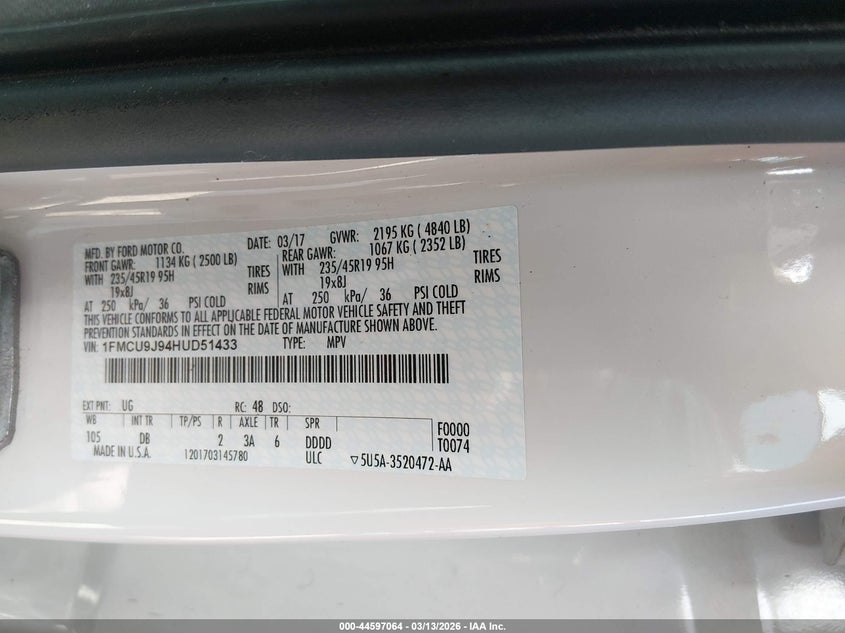 MFD. BY FORD MOTOR CO.
DATE: 03/17
GVWR: 2195 KG ( 4840 LB)
FRONT GAWR: 1134 KG ( 2500 LB)
REAR GAWR: 1067 KG ( 2352 LB)
WITH 235/45R19 95H TIRES
WITH 235/45R19 95H TIRES
19x8J RIMS
19x8J RIMS
AT 250 kPa/ 36 PSI COLD
AT 250 kPa/ 36 PSI COLD
THIS VEHICLE CONFORMS TO ALL APPLICABLE FEDERAL MOTOR VEHICLE SAFETY AND THEFT
PREVENTION STANDARDS IN EFFECT ON THE DATE OF MANUFACTURE SHOWN ABOVE.
VIN: 1FMCU9J94HUD51433
TYPE: MPV
EXT PNT: UG RC: 48 DSO:
WB INT TR TP/PS R AXLE TR SPR
105 DB 2 3A 6 DDDD
F0000
T0074
MADE IN U.S.A. 1201703145780 ULC ▽5U5A-3520472-AA
000-44597064 | 03/13/2026 - IAA Inc.